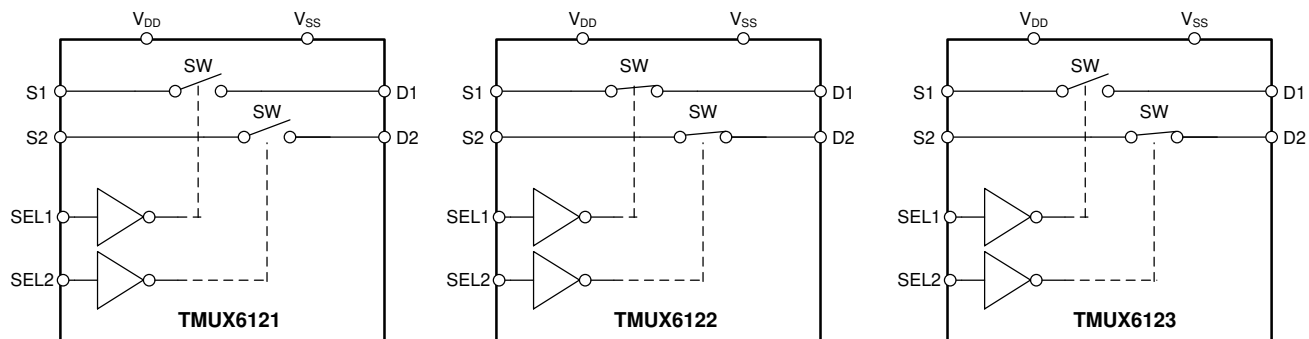 VDD VSS
SW
S1 D1
SW
S2 D2
SEL1
SEL2
TMUX6121
VDD VSS
SW
S1 D1
SW
S2 D2
SEL1
SEL2
TMUX6122
VDD VSS
SW
S1 D1
SW
S2 D2
SEL1
SEL2
TMUX6123